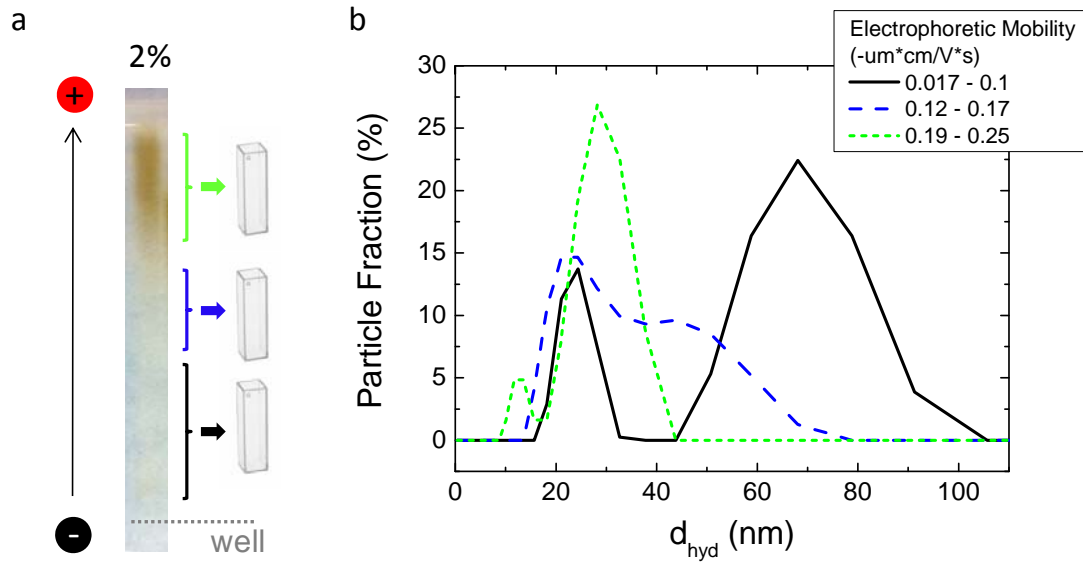 a
2%
+
-
well
b
Electrophoretic Mobility
(-um*cm/V*s)
0.017 - 0.1
0.12 - 0.17
0.19 - 0.25
Particle Fraction (%)
30
25
20
15
10
5
0
0 20 40 60 80 100
d_hyd (nm)